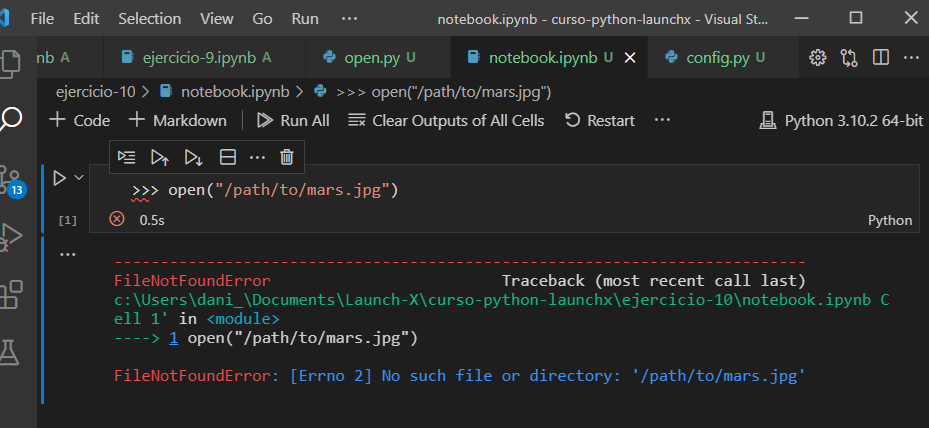 File Edit Selection View Go Run ··· notebook.ipynb - curso-python-launchx - Visual St...
nb A ejercicio-9.ipynb A open.py U notebook.ipynb U config.py U ···
ejercicio-10 > notebook.ipynb > >>> open("/path/to/mars.jpg")
+ Code + Markdown Run All Clear Outputs of All Cells Restart ··· Python 3.10.2 64-bit
···
>>> open("/path/to/mars.jpg")
[1] 0.5s Python
13
···
---------------------------------------------------------------------------
FileNotFoundError Traceback (most recent call last)
c:\Users\dani_\Documents\Launch-X\curso-python-launchx\ejercicio-10\notebook.ipynb C
ell 1' in <module>
----> 1 open("/path/to/mars.jpg")
FileNotFoundError: [Errno 2] No such file or directory: '/path/to/mars.jpg'